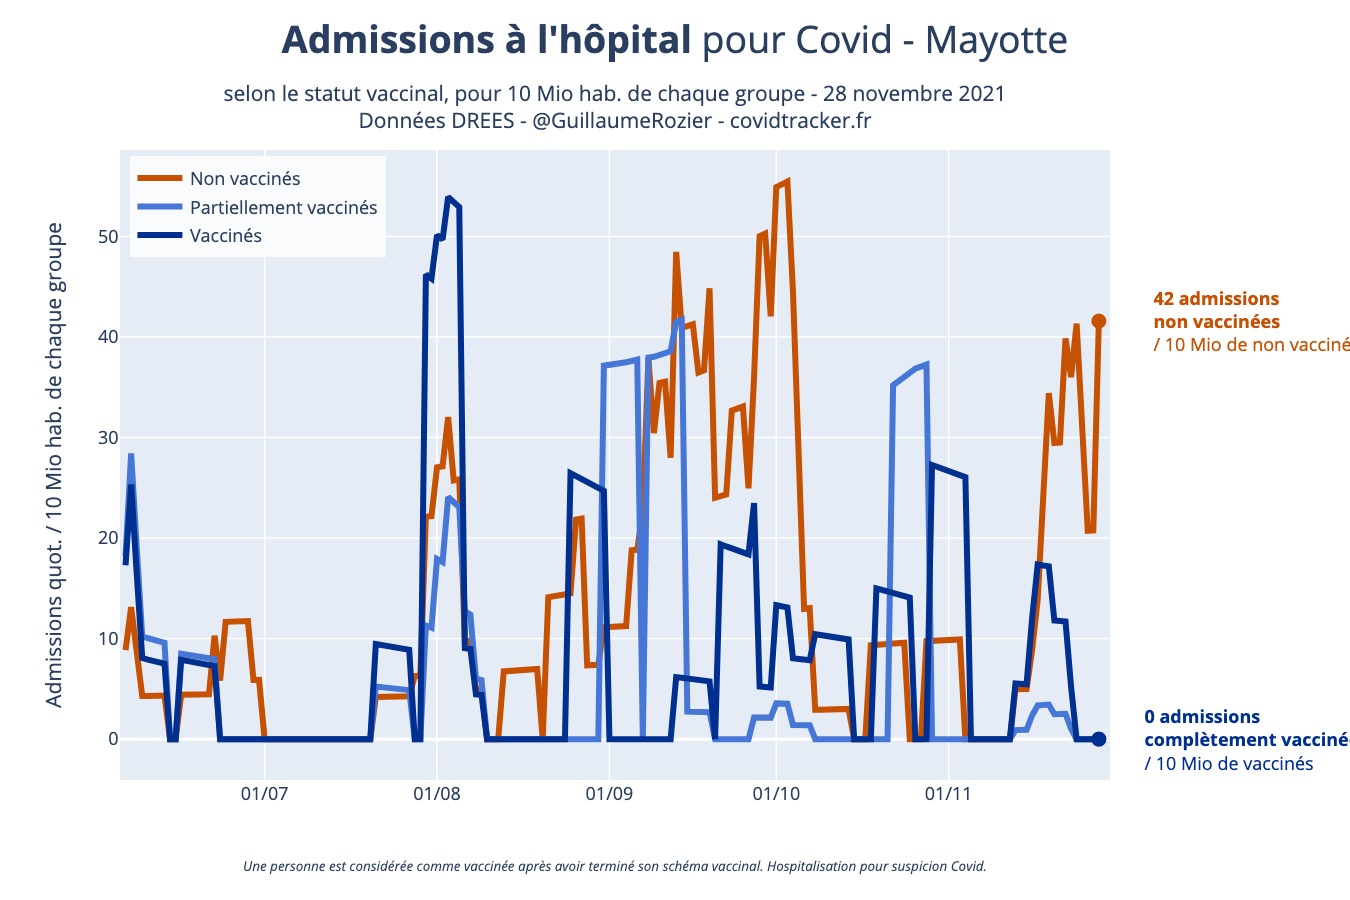 Admissions à l'hôpital pour Covid - Mayotte
selon le statut vaccinal, pour 10 Mio hab. de chaque groupe - 28 novembre 2021
Données DREES - @GuillaumeRozier - covidtracker.fr
Non vaccinés
Partiellement vaccinés
Vaccinés
Admissions quot. / 10 Mio hab. de chaque groupe
50
40
30
20
10
0
01/07
01/08
01/09
01/10
01/11
42 admissions
non vaccinées
/ 10 Mio de non vacciné
0 admissions
complètement vacciné
/ 10 Mio de vaccinés
Une personne est considérée comme vaccinée après avoir terminé son schéma vaccinal. Hospitalisation pour suspicion Covid.